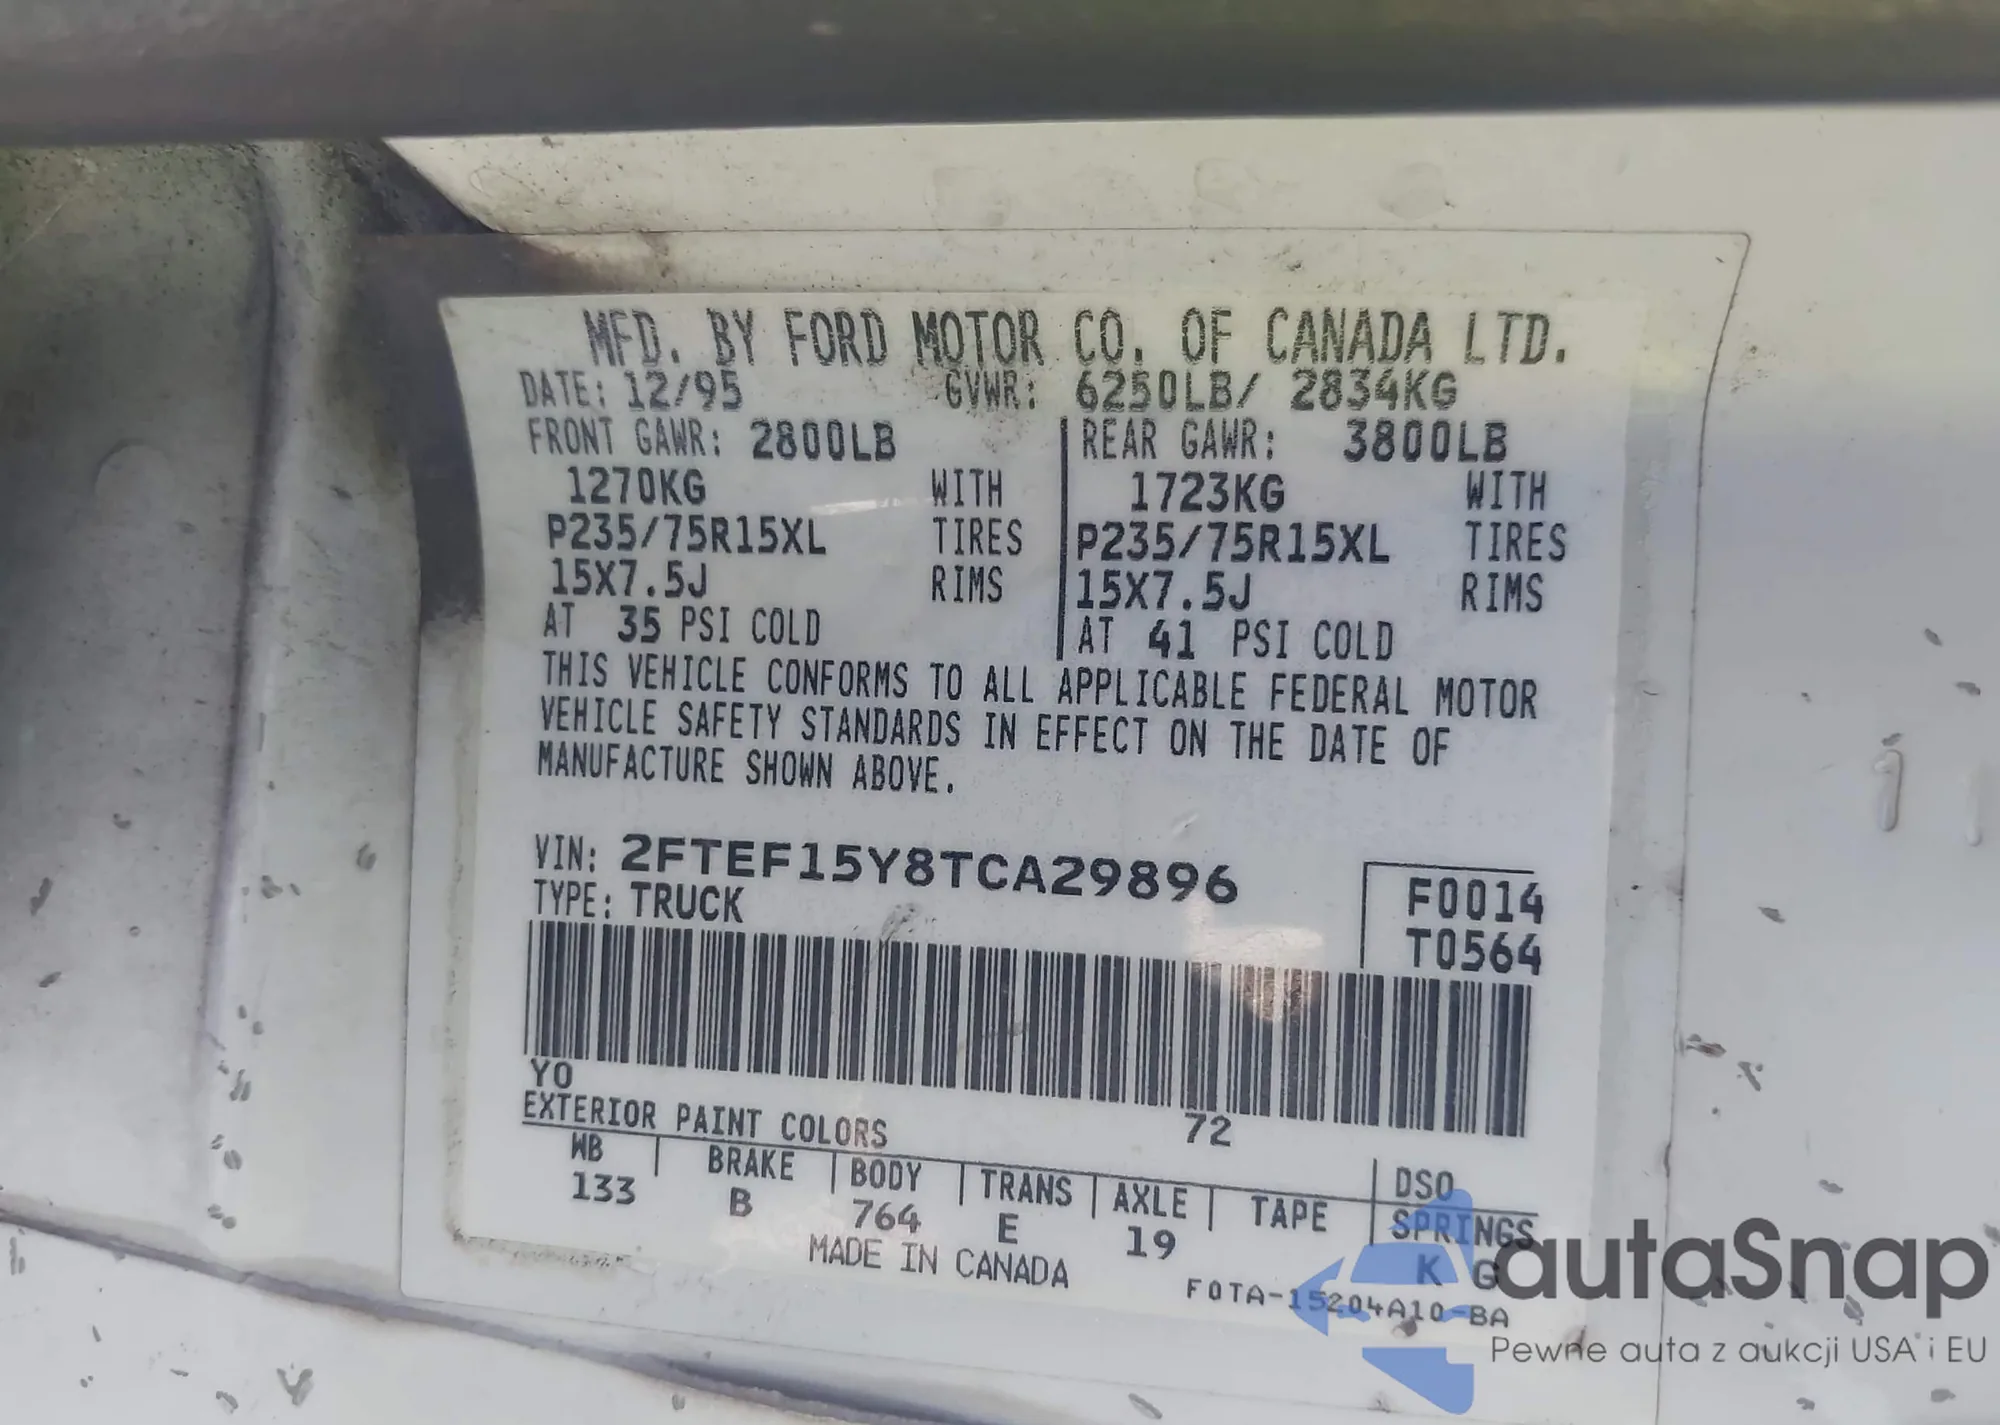 MFD. BY FORD MOTOR CO. OF CANADA LTD.
DATE: 12/95 GVWR: 6250LB/ 2834KG
FRONT GAWR: 2800LB REAR GAWR: 3800LB
1270KG WITH 1723KG WITH
P235/75R15XL TIRES P235/75R15XL TIRES
15X7.5J RIMS 15X7.5J RIMS
AT 35 PSI COLD AT 41 PSI COLD
THIS VEHICLE CONFORMS TO ALL APPLICABLE FEDERAL MOTOR
VEHICLE SAFETY STANDARDS IN EFFECT ON THE DATE OF
MANUFACTURE SHOWN ABOVE.
VIN: 2FTEF15Y8TCA29896 F0014
TYPE: TRUCK T0564
YO
EXTERIOR PAINT COLORS 72 DSO
WB BRAKE BODY TRANS AXLE TAPE SPRINGS
133 B 764 E 19 K G
MADE IN CANADA
F0TA-15204A10-BA
autaSnap
Pewne auta z aukcji USA i EU